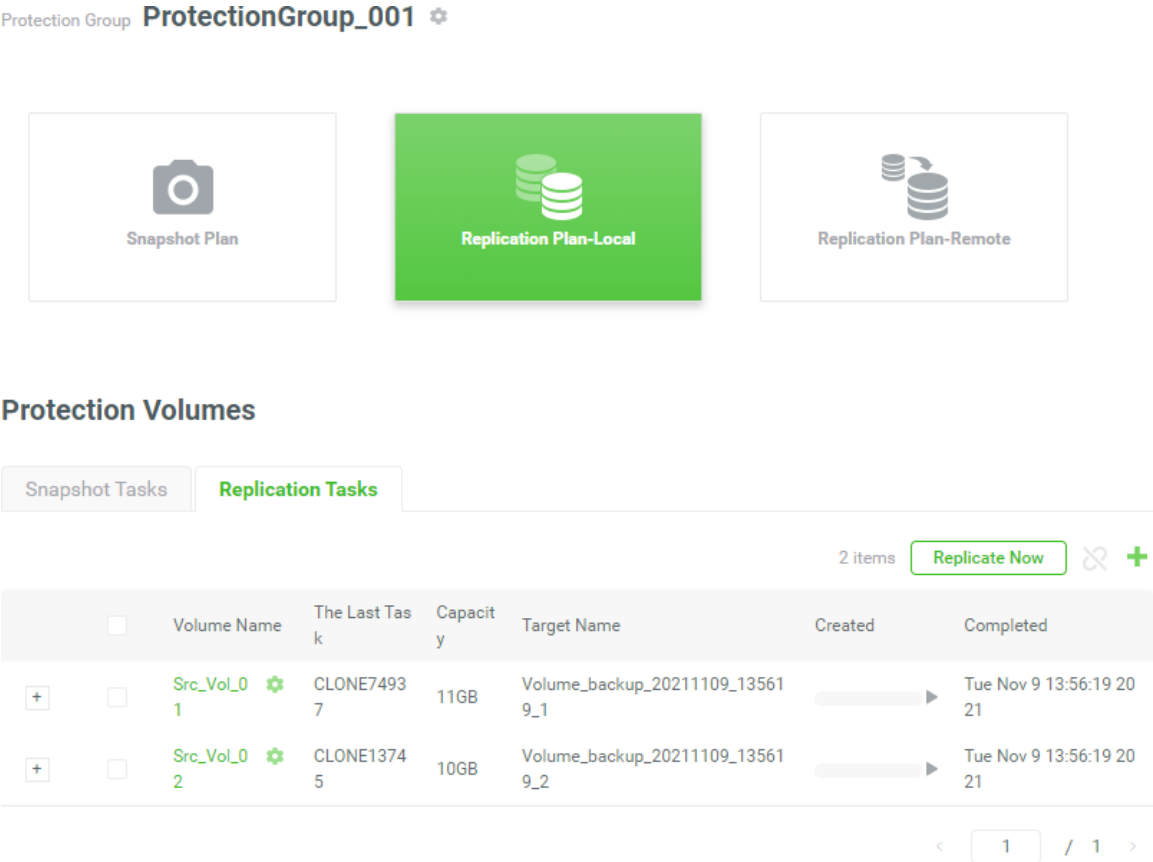 Protection Group ProtectionGroup_001
Snapshot Plan
Replication Plan-Local
Replication Plan-Remote
Protection Volumes
Snapshot Tasks
Replication Tasks
2 items
Replicate Now
Volume Name
The Last Tas
k
Capacit
y
Target Name
Created
Completed
+
Src_Vol_0
1
CLONE7493
7
11GB
Volume_backup_20211109_13561
9_1
Tue Nov 9 13:56:19 20
21
+
Src_Vol_0
2
CLONE1374
5
10GB
Volume_backup_20211109_13561
9_2
Tue Nov 9 13:56:19 20
21
< 1 / 1 >